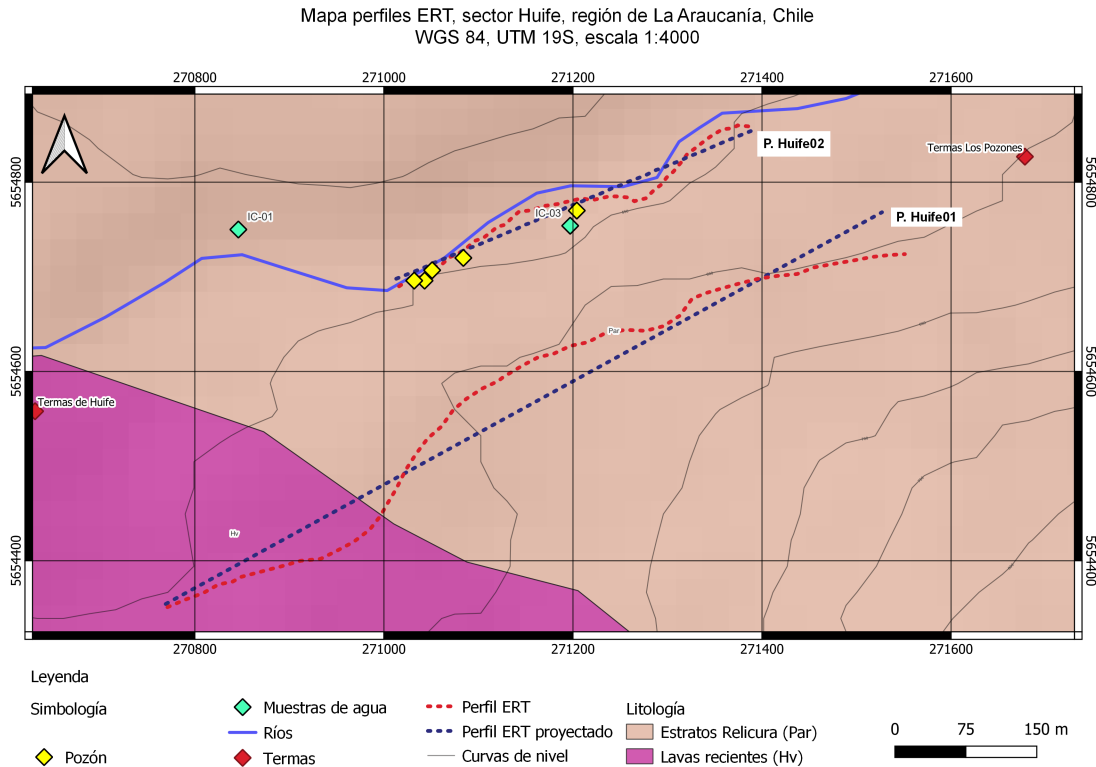 Mapa perfiles ERT, sector Huife, región de La Araucanía, Chile
WGS 84, UTM 19S, escala 1:4000
270800 271000 271200 271400 271600
5654800 5654800
P. Huife02
Termas Los Pozones
IC-01
IC-03
P. Huife01
Par
5654600 5654600
Termas de Huife
Hv
5654400 5654400
270800 271000 271200 271400 271600
Leyenda
Simbología
Pozón
Muestras de agua
Ríos
Termas
Perfil ERT
Perfil ERT proyectado
Curvas de nivel
Litología
Estratos Relicura (Par)
Lavas recientes (Hv)
0 75 150 m